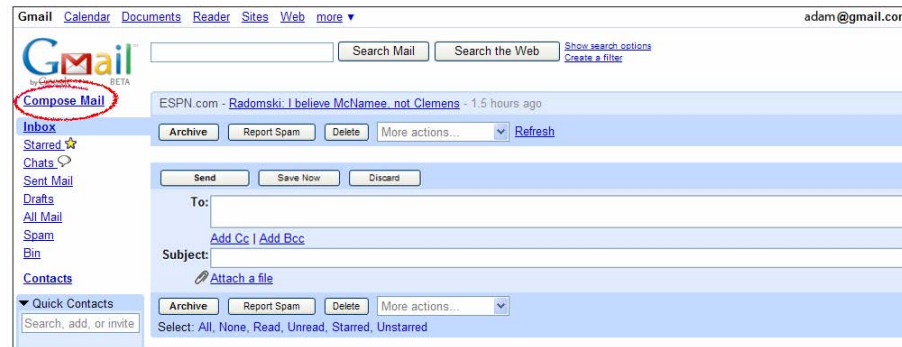 Gmail Calendar Documents Reader Sites Web more ▼ adam@gmail.com
Gmail
by Google BETA
Search Mail Search the Web Show search options
Create a filter
Compose Mail
ESPN.com - Radomski: I believe McNamee, not Clemens - 1.5 hours ago
Inbox
Archive Report Spam Delete More actions... Refresh
Starred
Chats
Sent Mail
Send Save Now Discard
Drafts
To:
All Mail
Spam
Add Cc | Add Bcc
Bin
Subject:
Contacts
Attach a file
Quick Contacts
Archive Report Spam Delete More actions...
Search, add, or invite
Select: All, None, Read, Unread, Starred, Unstarred